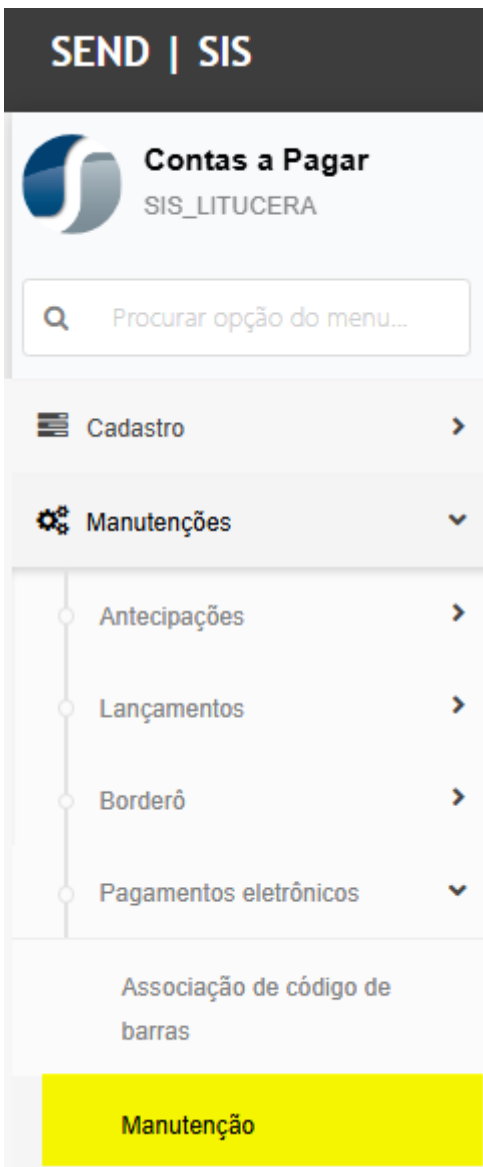 SEND | SIS
Contas a Pagar
SIS_LITUCERA
Procurar opção do menu...
Cadastro
Manutenções
Antecipações
Lançamentos
Borderô
Pagamentos eletrônicos
Associação de código de
barras
Manutenção